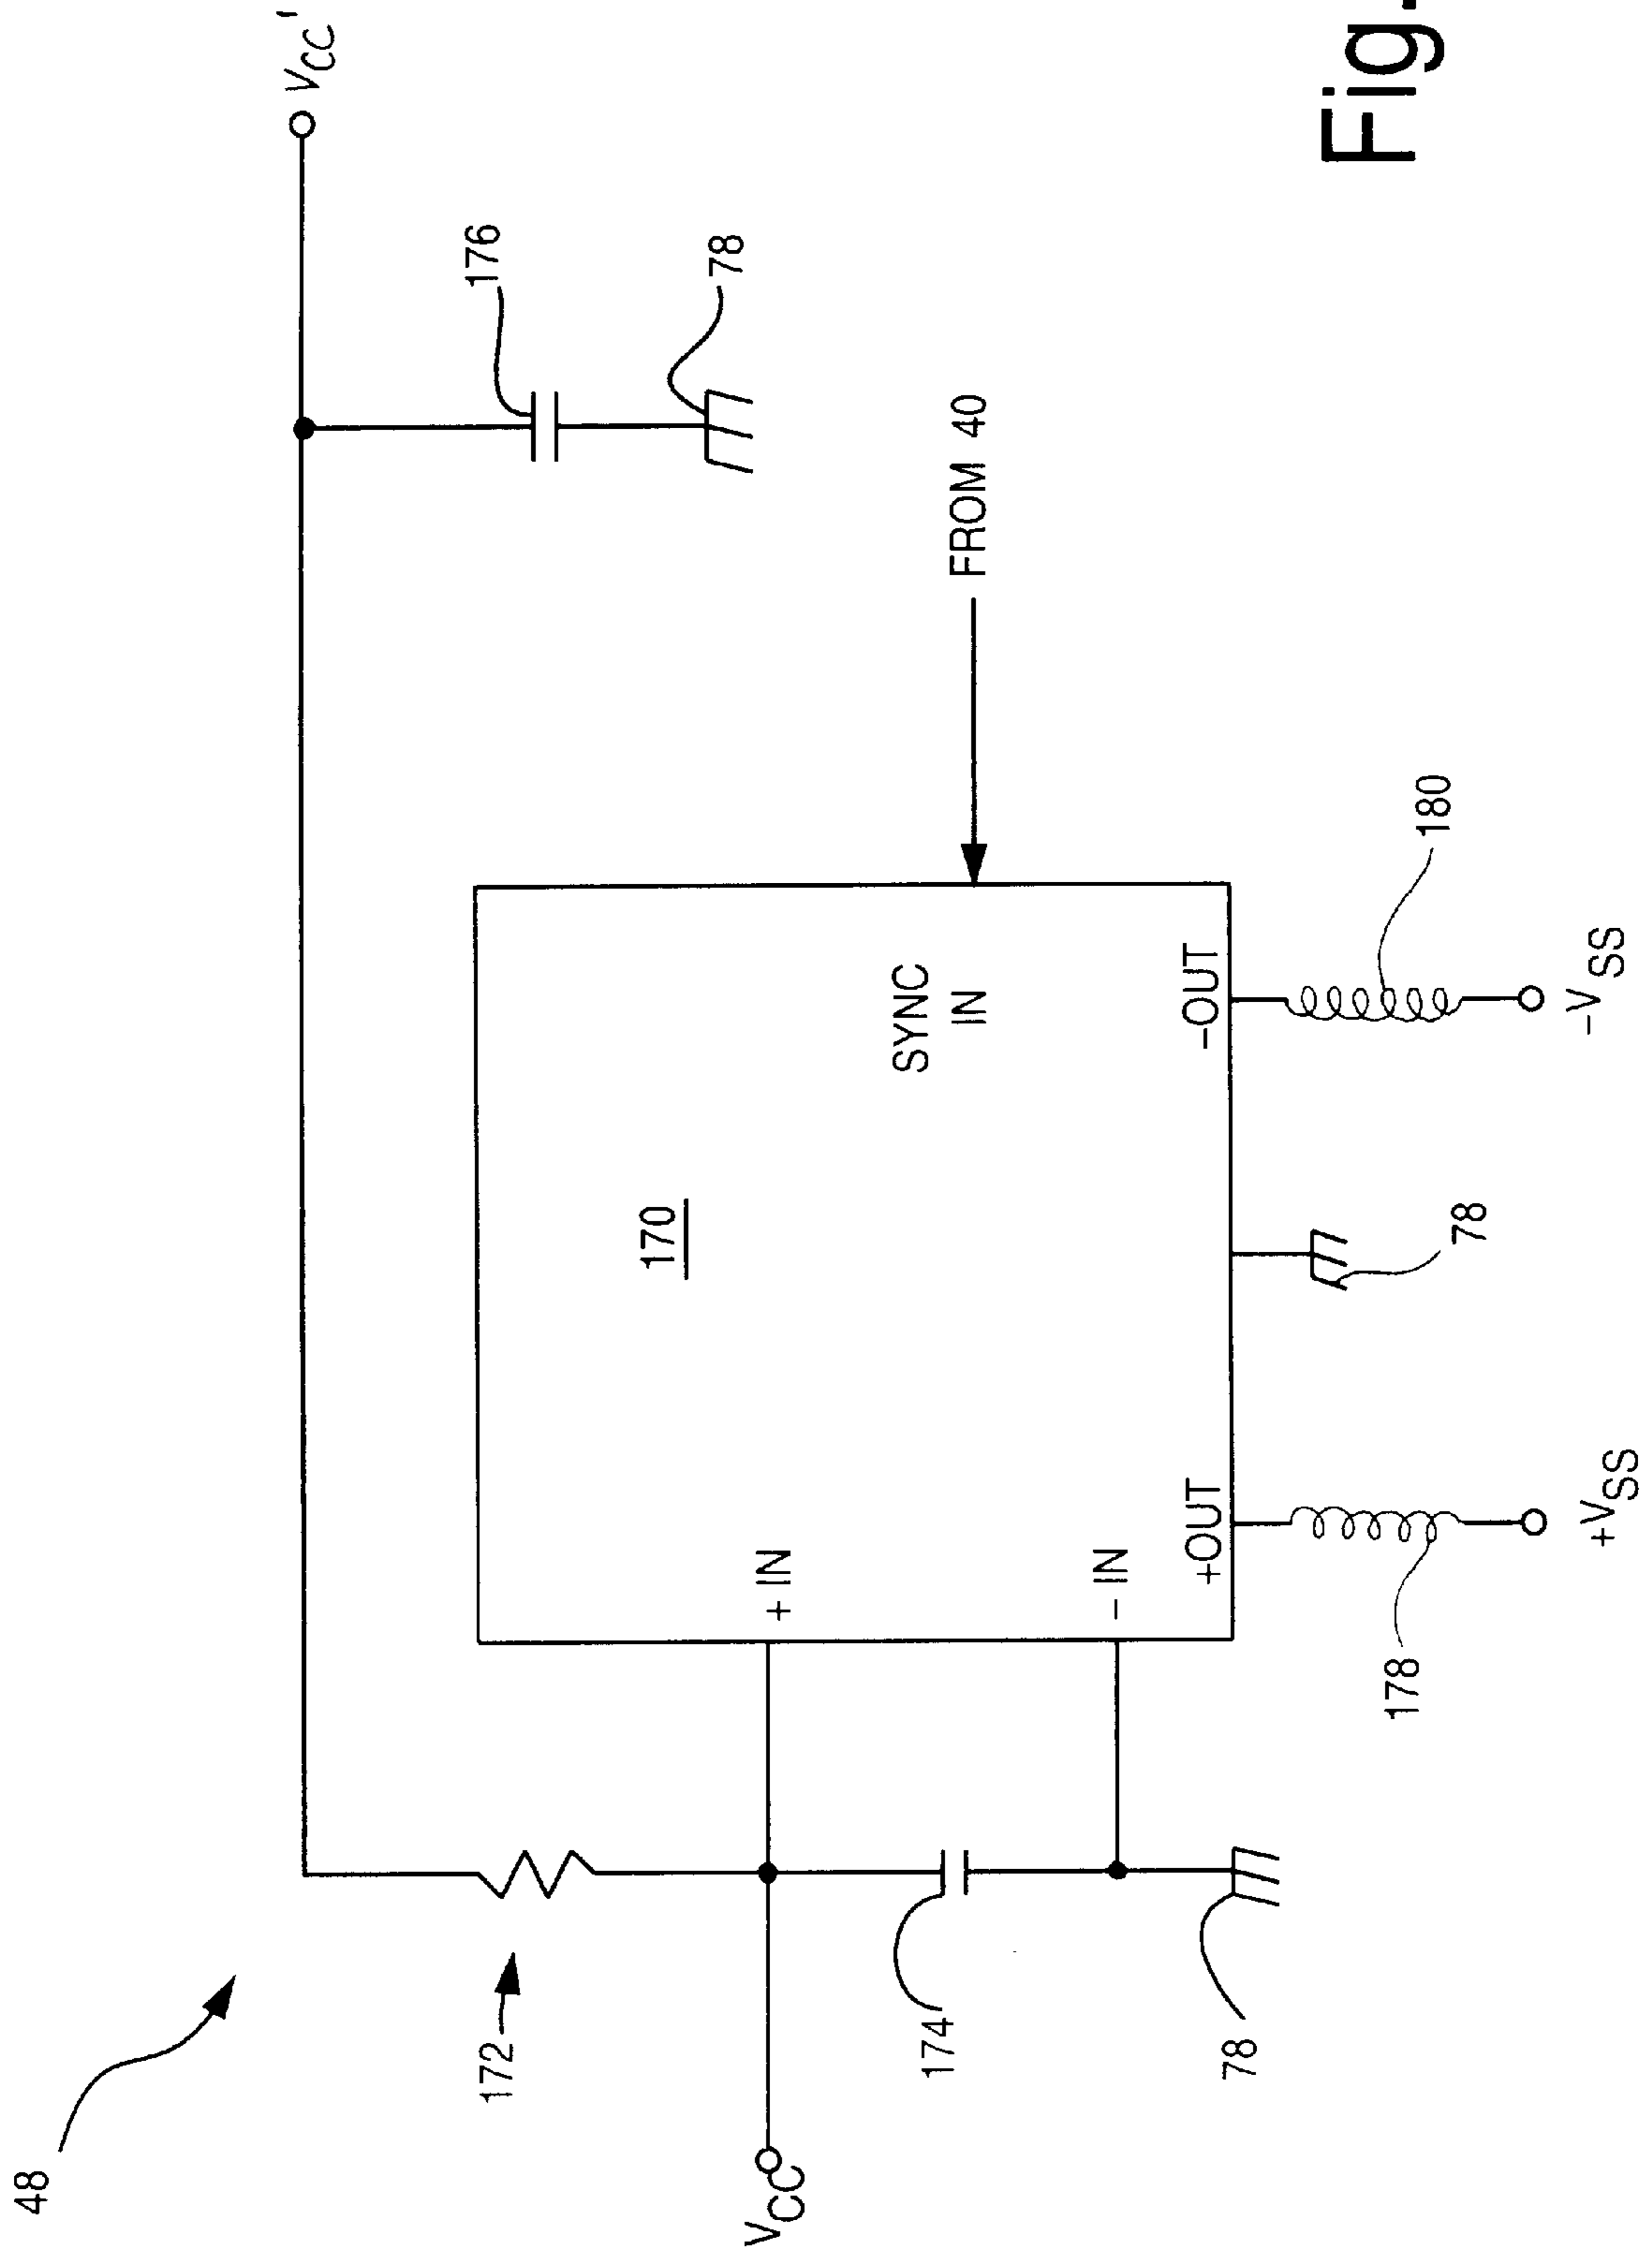 48
V_CC'
172
176
78
+ IN
170
SYNC
IN
FROM 40
V_CC
174
- IN
78
+OUT
-OUT
178
78
180
+V_SS
-V_SS
Fig.